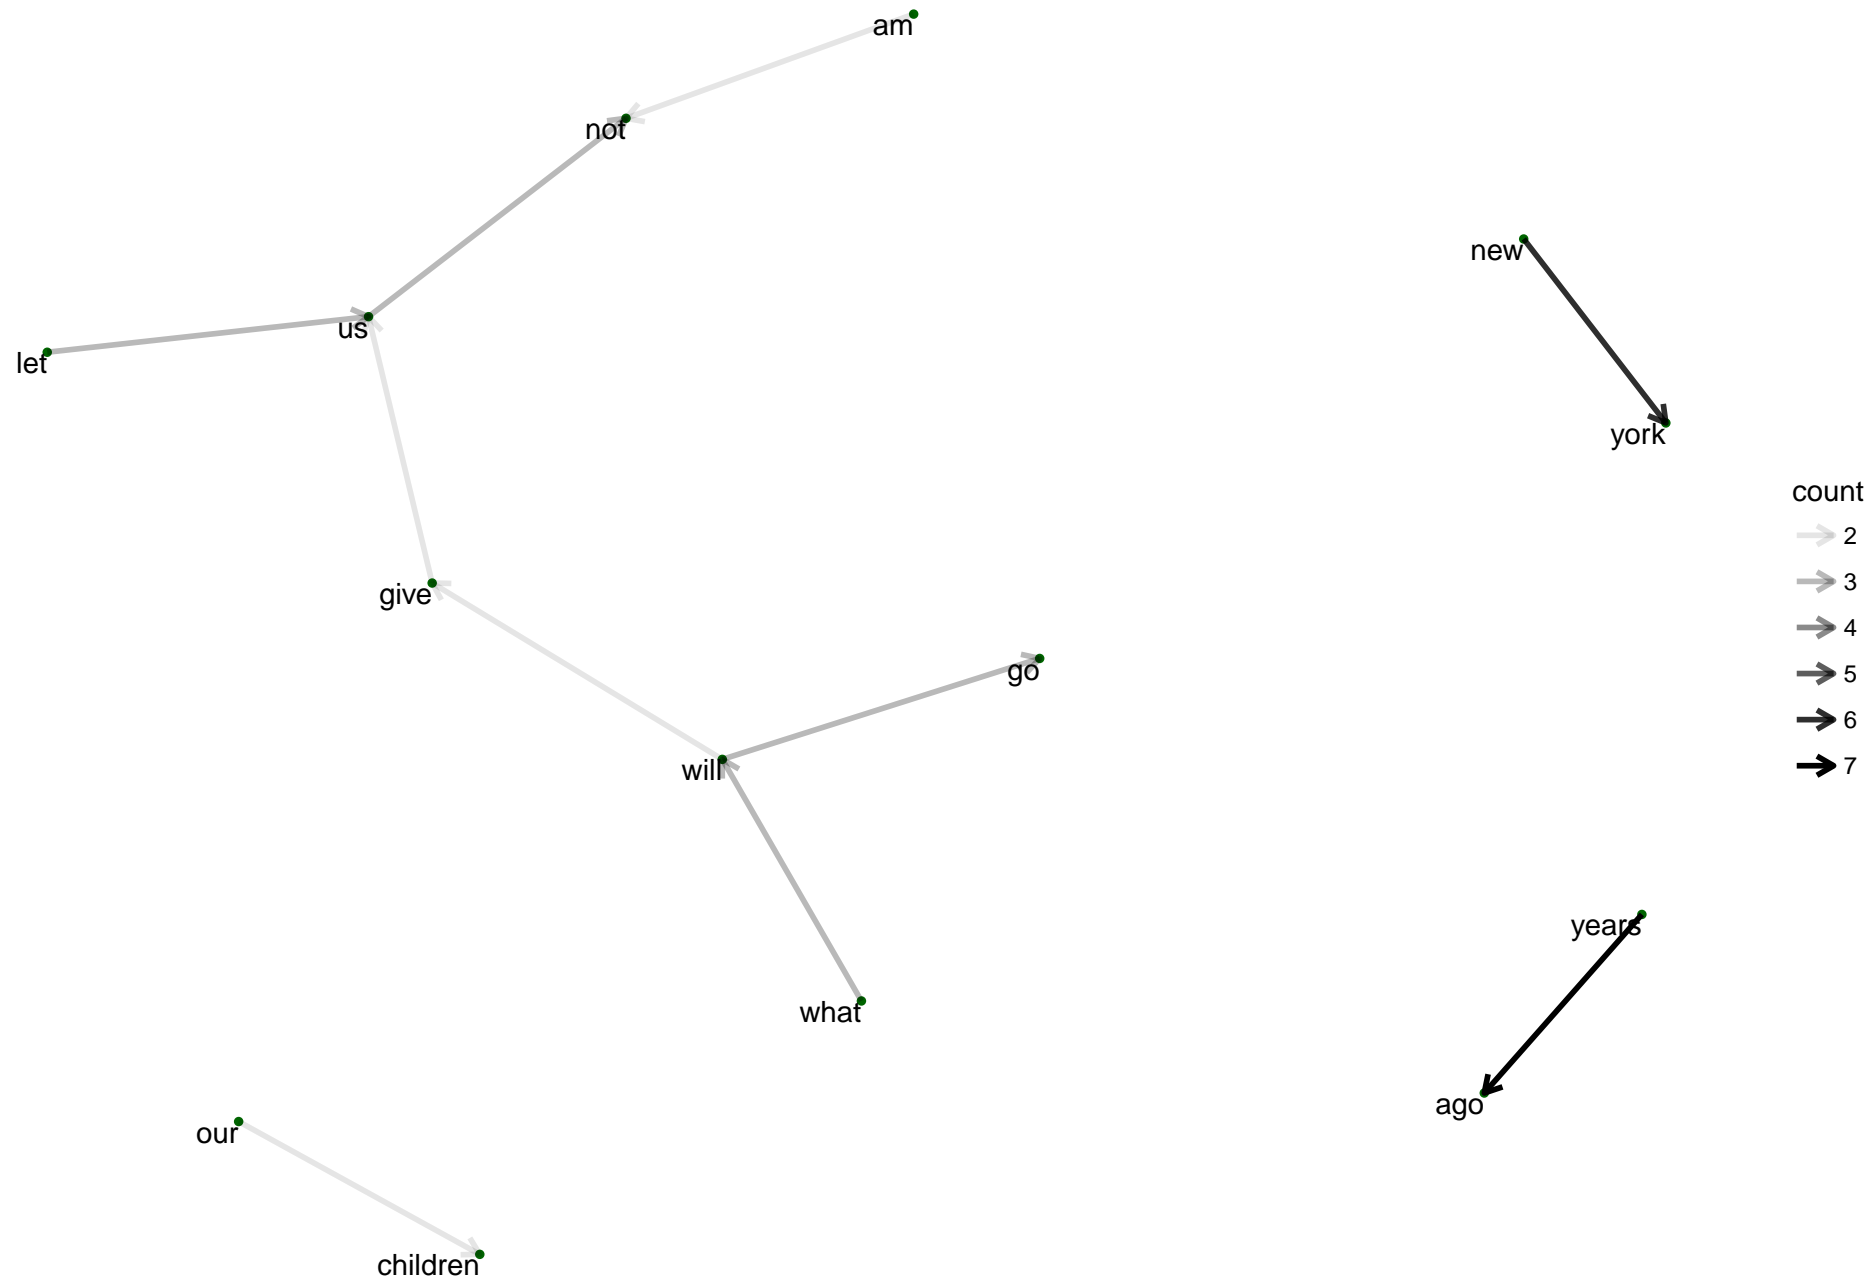 am
not
new
us
let
york
count
2
3
4
5
6
7
give
go
will
years
what
ago
our
children